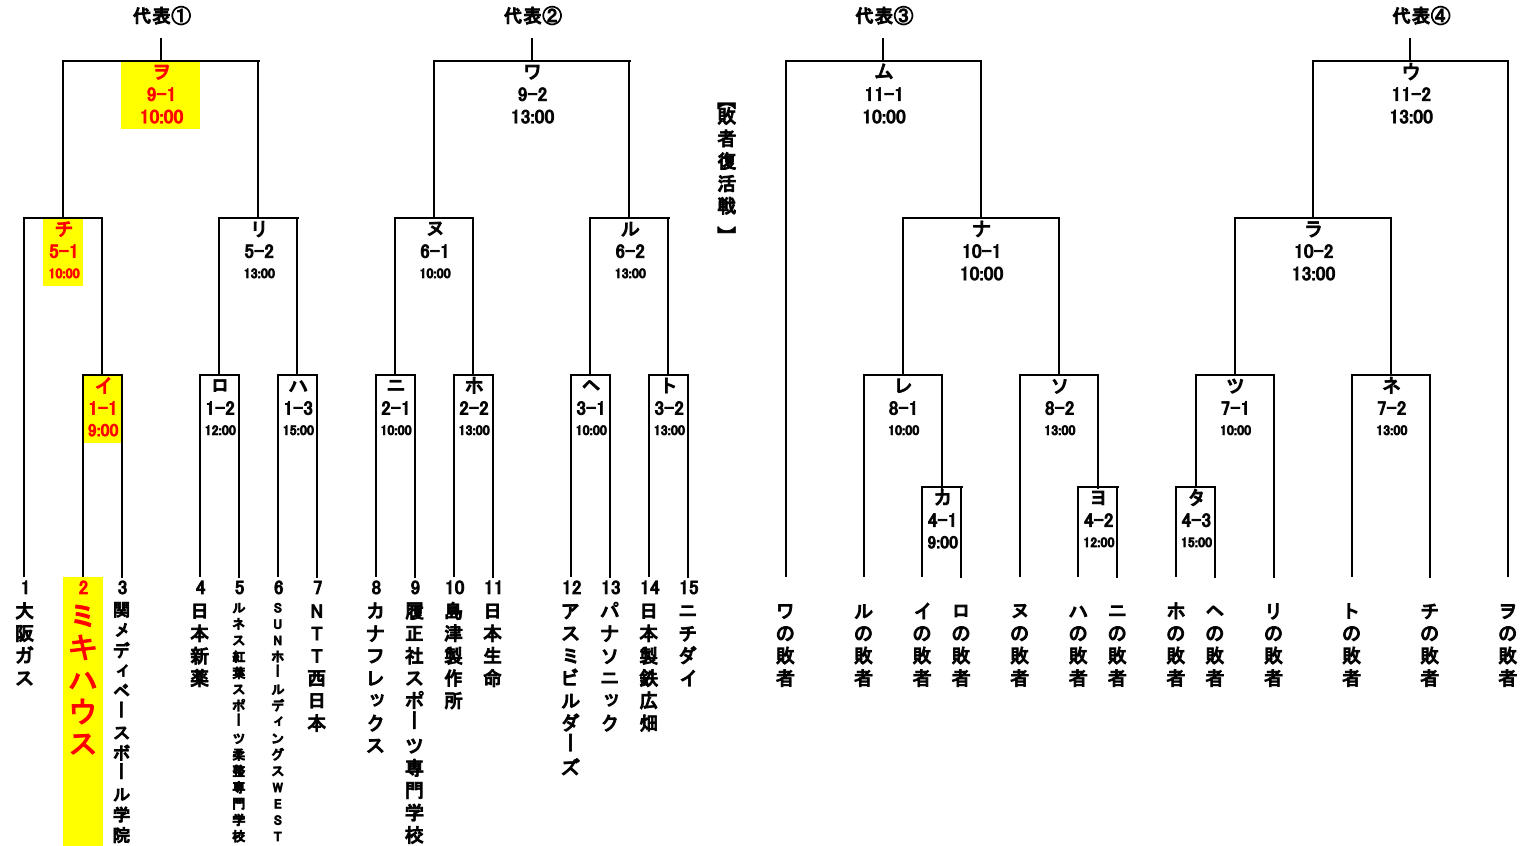 代表①
代表②
代表③
代表④
ヲ
9-1
10:00
ワ
9-2
13:00
ム
11-1
10:00
ウ
11-2
13:00
【敗者復活戦】
チ
5-1
10:00
リ
5-2
13:00
ヌ
6-1
10:00
ル
6-2
13:00
ナ
10-1
10:00
ラ
10-2
13:00
イ
1-1
9:00
ロ
1-2
12:00
ハ
1-3
15:00
ニ
2-1
10:00
ホ
2-2
13:00
ヘ
3-1
10:00
ト
3-2
13:00
レ
8-1
10:00
ソ
8-2
13:00
ツ
7-1
10:00
ネ
7-2
13:00
カ
4-1
9:00
ヨ
4-2
12:00
タ
4-3
15:00
1
大阪ガス
2
ミキハウス
3
関メディベースボール学院
4
日本新薬
5
ルネス紅葉スポーツ柔整専門学校
6
SUNホールディングスWEST
7
NTT西日本
8
カナフレックス
9
履正社スポーツ専門学校
10
島津製作所
11
日本生命
12
アスミビルダーズ
13
パナソニック
14
日本製鉄広畑
15
ニチダイ
ワの敗者
ルの敗者
イの敗者
ロの敗者
ヌの敗者
ハの敗者
ニの敗者
ホの敗者
ヘの敗者
リの敗者
トの敗者
チの敗者
ヲの敗者